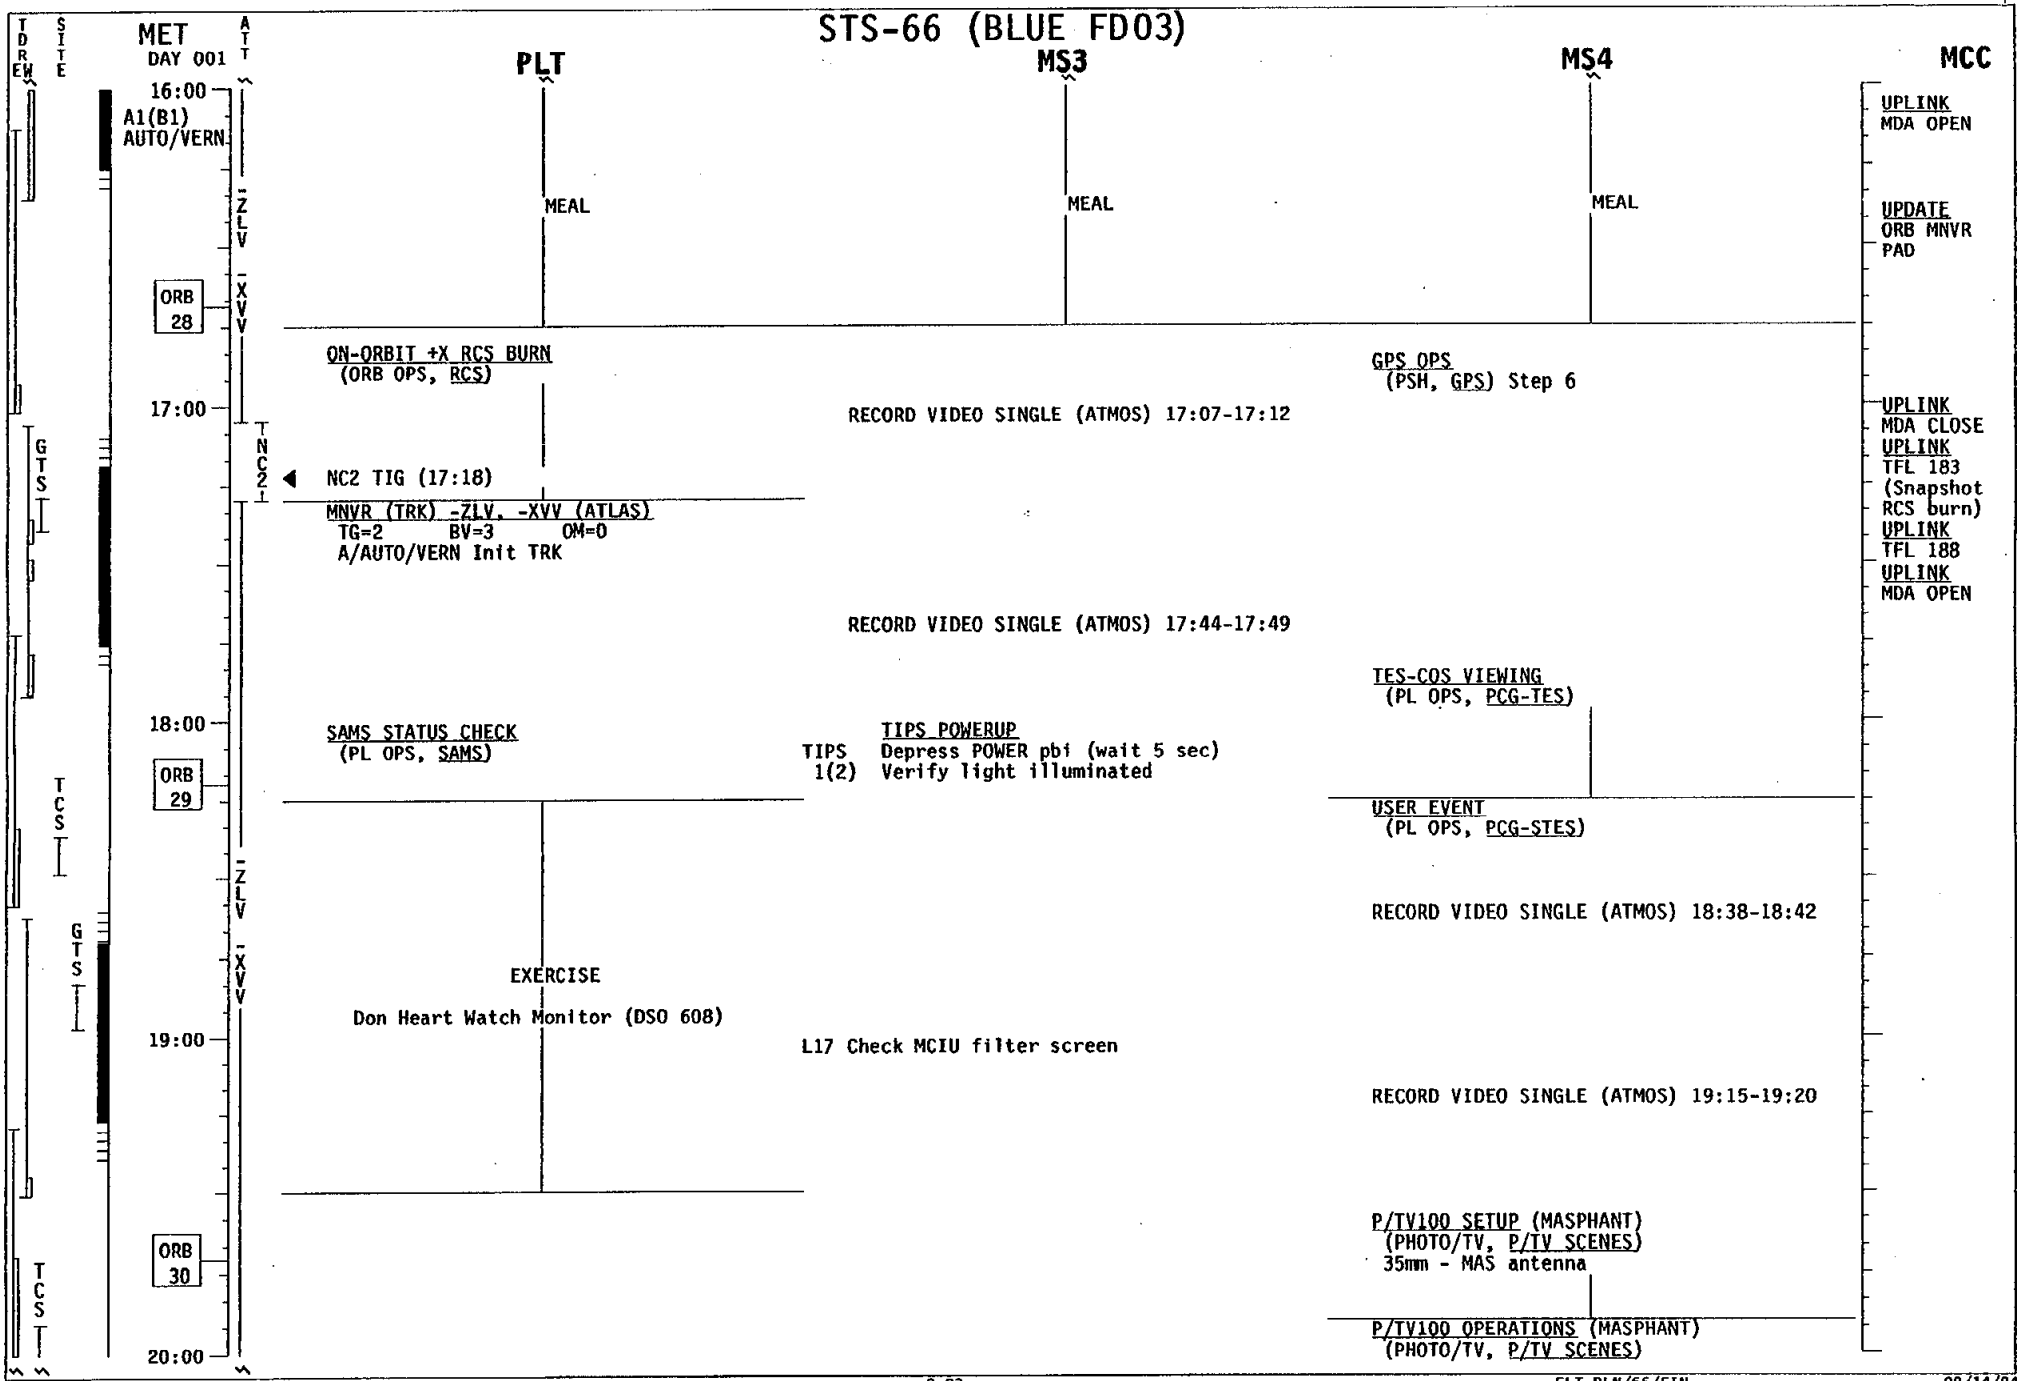 STS-66 (BLUE FD03)
TDRE W
SITE
MET
DAY 001
ATT
PLT
MS3
MS4
MCC
16:00
A1(B1)
AUTO/VERN
-ZLV
-XVV
MEAL
MEAL
MEAL
UPLINK
MDA OPEN
UPDATE
ORB MNVR
PAD
ORB
28
ON-ORBIT +X RCS BURN
(ORB OPS, RCS)
GPS OPS
(PSH, GPS) Step 6
17:00
RECORD VIDEO SINGLE (ATMOS) 17:07-17:12
UPLINK
MDA CLOSE
UPLINK
TFL 183
(Snapshot
RCS burn)
UPLINK
TFL 188
UPLINK
MDA OPEN
GTS
NC2
NC2 TIG (17:18)
MNVR (TRK) -ZLV, -XVV (ATLAS)
TG=2 BV=3 OM=0
A/AUTO/VERN Init TRK
RECORD VIDEO SINGLE (ATMOS) 17:44-17:49
TES-COS VIEWING
(PL OPS, PCG-TES)
18:00
SAMS STATUS CHECK
(PL OPS, SAMS)
TIPS POWERUP
TIPS Depress POWER pbi (wait 5 sec)
1(2) Verify light illuminated
ORB
29
TCS
USER EVENT
(PL OPS, PCG-STES)
-ZLV
-XVV
RECORD VIDEO SINGLE (ATMOS) 18:38-18:42
GTS
EXERCISE
Don Heart Watch Monitor (DSO 608)
19:00
L17 Check MCIU filter screen
RECORD VIDEO SINGLE (ATMOS) 19:15-19:20
P/TV100 SETUP (MASPHANT)
(PHOTO/TV, P/TV SCENES)
35mm - MAS antenna
ORB
30
TCS
P/TV100 OPERATIONS (MASPHANT)
(PHOTO/TV, P/TV SCENES)
20:00